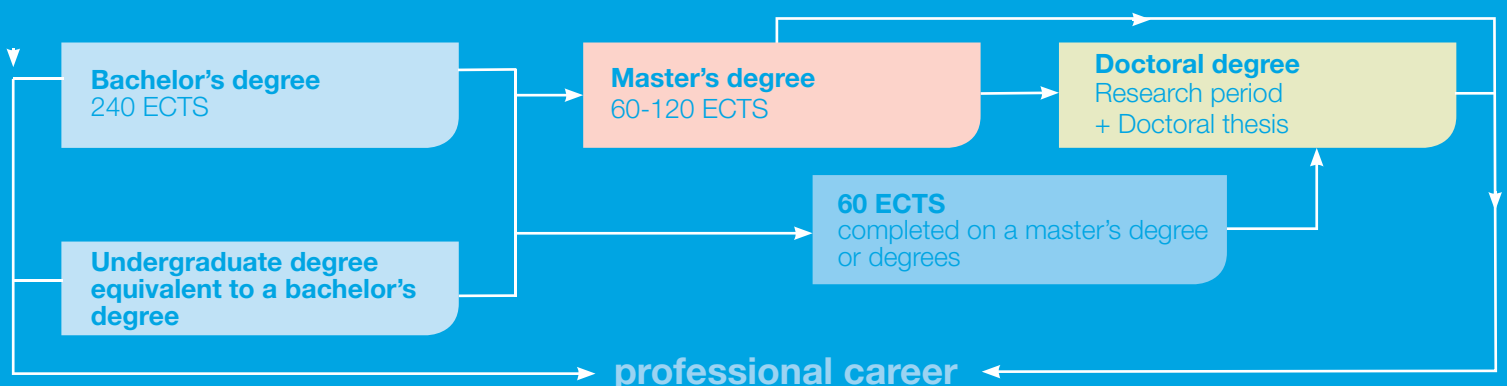 Bachelor's degree
240 ECTS
Master's degree
60-120 ECTS
Doctoral degree
Research period
+ Doctoral thesis
60 ECTS
completed on a master's degree
or degrees
Undergraduate degree
equivalent to a bachelor's
degree
professional career